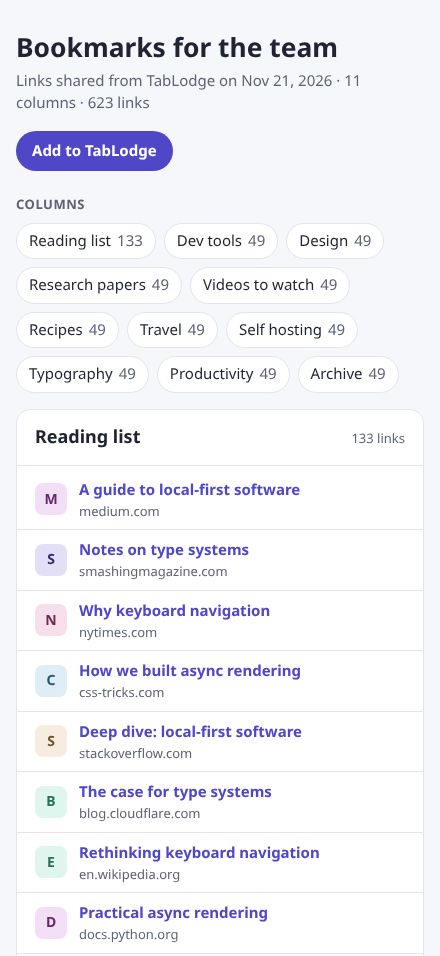 Bookmarks for the team
Links shared from TabLodge on Nov 21, 2026 · 11
columns · 623 links
Add to TabLodge
COLUMNS
Reading list 133 Dev tools 49 Design 49
Research papers 49 Videos to watch 49
Recipes 49 Travel 49 Self hosting 49
Typography 49 Productivity 49 Archive 49
Reading list 133 links
M A guide to local-first software
medium.com
S Notes on type systems
smashingmagazine.com
N Why keyboard navigation
nytimes.com
C How we built async rendering
css-tricks.com
S Deep dive: local-first software
stackoverflow.com
B The case for type systems
blog.cloudflare.com
E Rethinking keyboard navigation
en.wikipedia.org
D Practical async rendering
docs.python.org